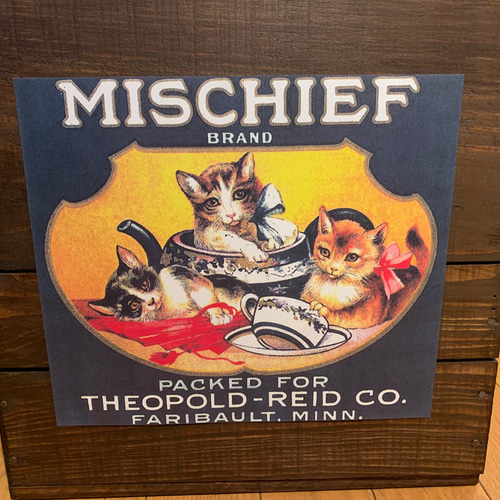 MISCHIEF
BRAND
PACKED FOR
THEOPOLD-REID CO.
FARIBAULT, MINN.